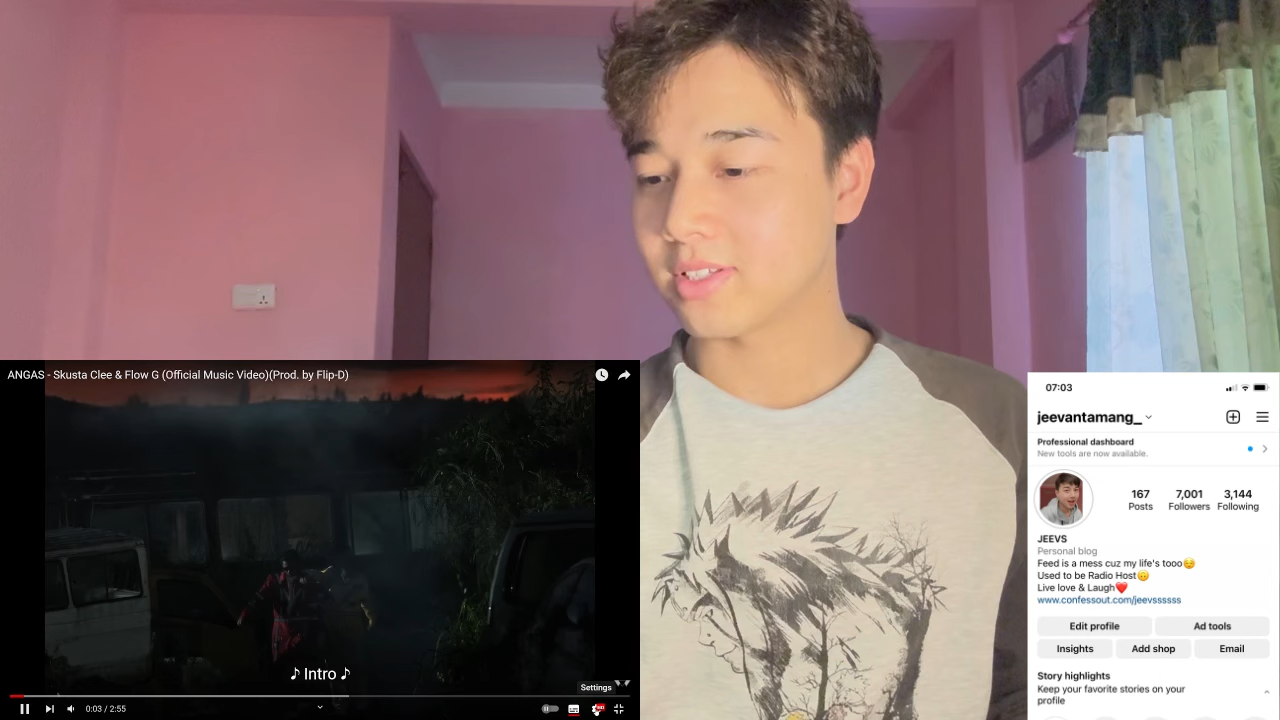 ANGAS - Skusta Clee & Flow G (Official Music Video)(Prod. by Flip-D)
♪ Intro ♪
Settings
0:03 / 2:55
HD
07:03
jeevantamang_
Professional dashboard
New tools are now available.
167 7,001 3,144
Posts Followers Following
JEEVS
Personal blog
Feed is a mess cuz my life's tooo😌
Used to be Radio Host🙃
Live love & Laugh❤️
www.confessout.com/jeevssssss
Edit profile Ad tools
Insights Add shop Email
Story highlights
Keep your favorite stories on your
profile